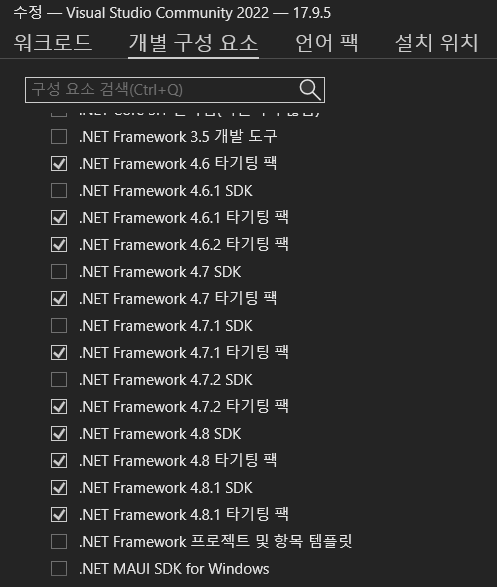 수정 — Visual Studio Community 2022 — 17.9.5
워크로드 개별 구성 요소 언어 팩 설치 위치
구성 요소 검색(Ctrl+Q)
.NET Framework 3.5 개발 도구
.NET Framework 4.6 타기팅 팩
.NET Framework 4.6.1 SDK
.NET Framework 4.6.1 타기팅 팩
.NET Framework 4.6.2 타기팅 팩
.NET Framework 4.7 SDK
.NET Framework 4.7 타기팅 팩
.NET Framework 4.7.1 SDK
.NET Framework 4.7.1 타기팅 팩
.NET Framework 4.7.2 SDK
.NET Framework 4.7.2 타기팅 팩
.NET Framework 4.8 SDK
.NET Framework 4.8 타기팅 팩
.NET Framework 4.8.1 SDK
.NET Framework 4.8.1 타기팅 팩
.NET Framework 프로젝트 및 항목 템플릿
.NET MAUI SDK for Windows